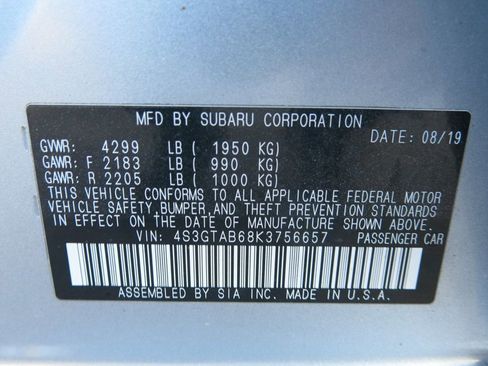 MFD BY SUBARU CORPORATION
DATE: 08/19
GVWR: 4299 LB ( 1950 KG)
GAWR: F 2183 LB ( 990 KG)
GAWR: R 2205 LB ( 1000 KG)
THIS VEHICLE CONFORMS TO ALL APPLICABLE FEDERAL MOTOR
VEHICLE SAFETY,BUMPER,AND THEFT PREVENTION STANDARDS
IN EFFECT ON THE DATE OF MANUFACTURE SHOWN ABOVE.
VIN: 4S3GTAB68K3756657 PASSENGER CAR
ASSEMBLED BY SIA INC. MADE IN U.S.A.